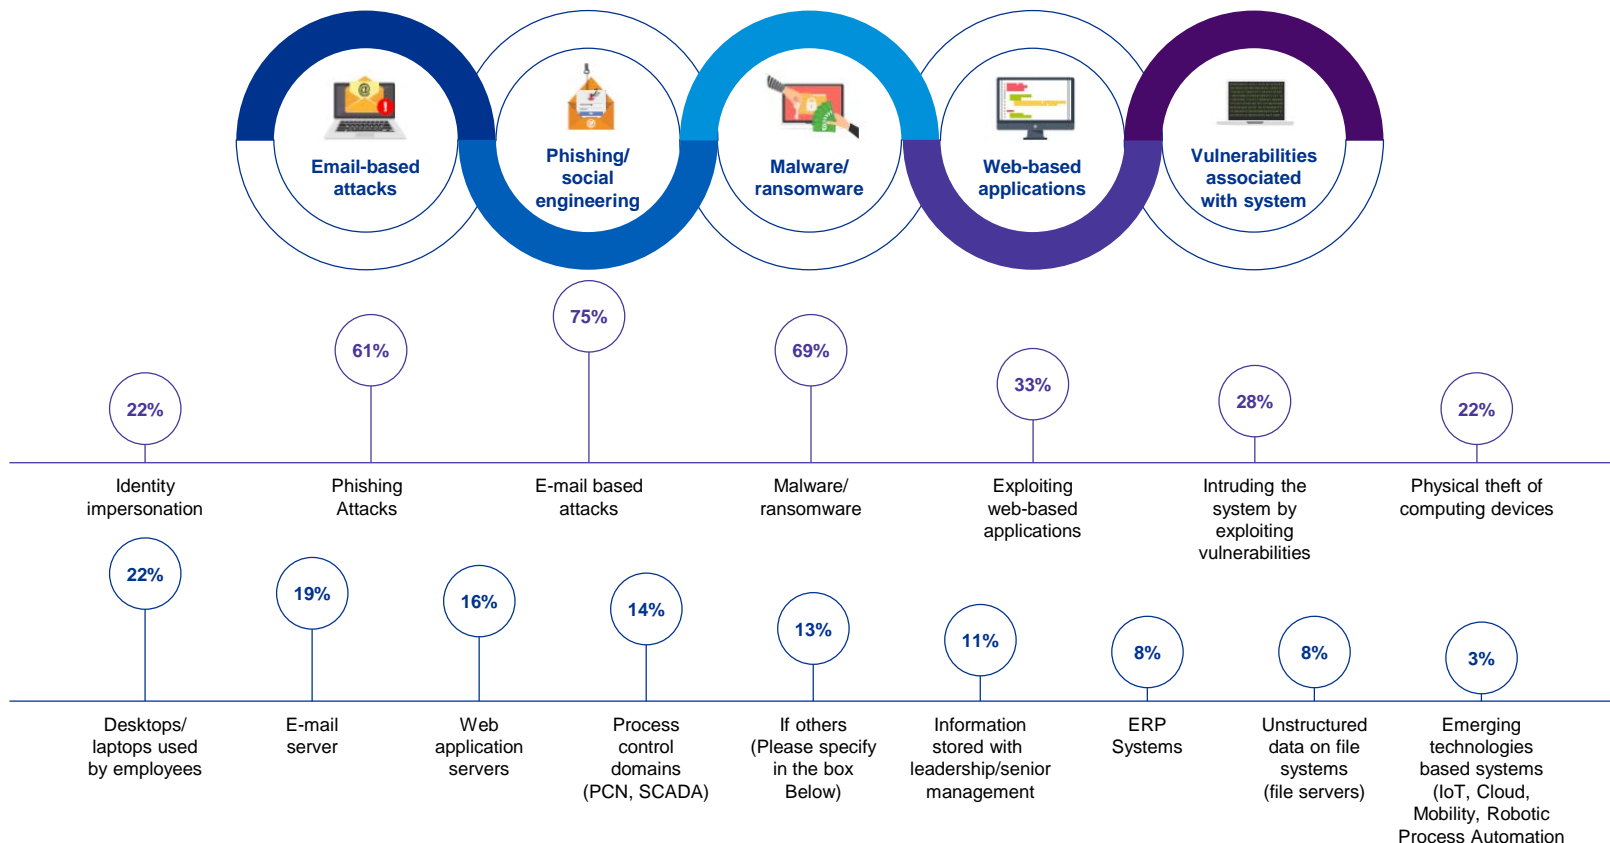 Email-based
attacks
Phishing/
social
engineering
Malware/
ransomware
Web-based
applications
Vulnerabilities
associated
with system
22%
61%
75%
69%
33%
28%
22%
Identity
impersonation
Phishing
Attacks
E-mail based
attacks
Malware/
ransomware
Exploiting
web-based
applications
Intruding the
system by
exploiting
vulnerabilities
Physical theft of
computing devices
22%
19%
16%
14%
13%
11%
8%
8%
3%
Desktops/
laptops used
by employees
E-mail
server
Web
application
servers
Process
control
domains
(PCN, SCADA)
If others
(Please specify
in the box
Below)
Information
stored with
leadership/senior
management
ERP
Systems
Unstructured
data on file
systems
(file servers)
Emerging
technologies
based systems
(IoT, Cloud,
Mobility, Robotic
Process Automation